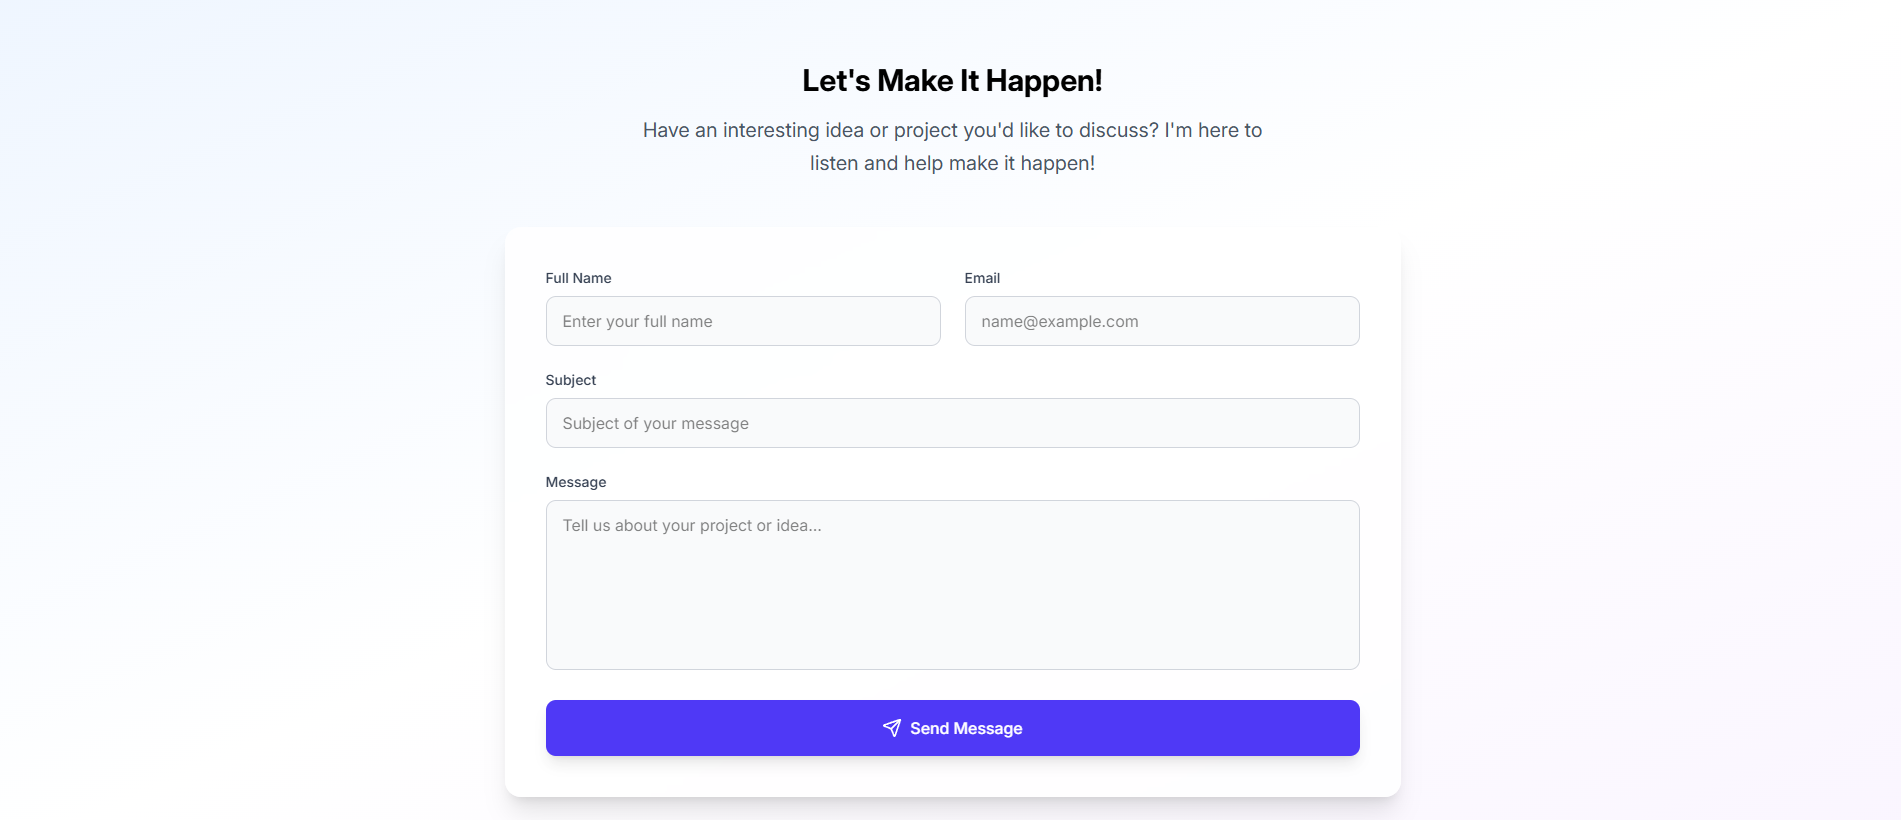 Let's Make It Happen!
Have an interesting idea or project you'd like to discuss? I'm here to
listen and help make it happen!
Full Name
Email
Enter your full name
name@example.com
Subject
Subject of your message
Message
Tell us about your project or idea...
Send Message